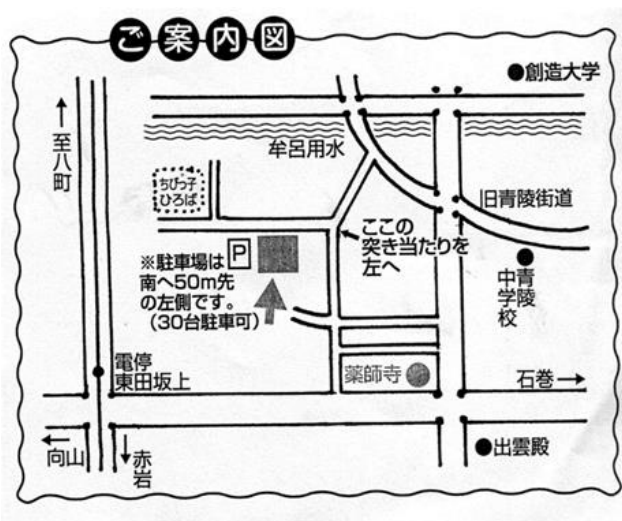 ご案内図
創造大学
至八町
牟呂用水
ちびっ子
ひろば
旧青陵街道
ここの
突き当たりを
左へ
P
※駐車場は
南へ50m先
の左側です。
（30台駐車可）
青陵
中学校
電停
東田坂上
薬師寺
石巻
向山
赤岩
出雲殿